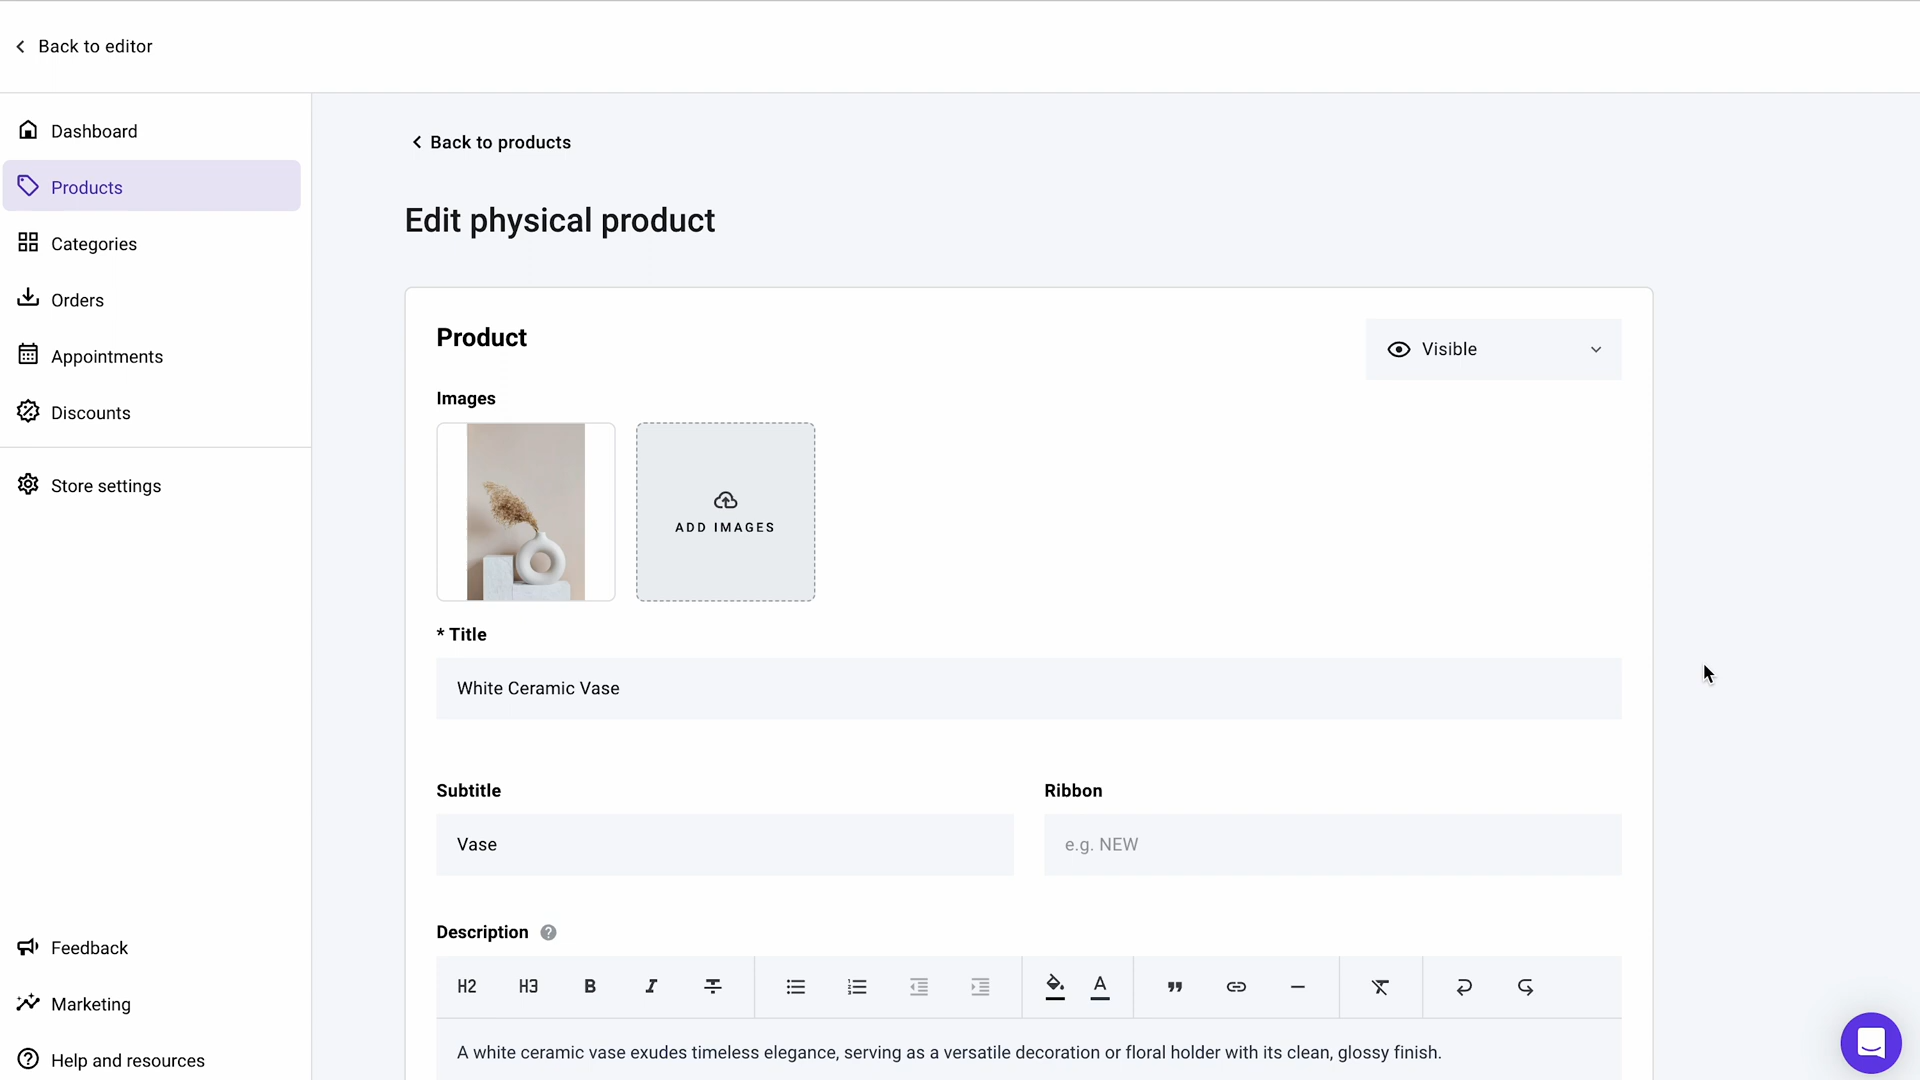 Back to editor
Dashboard
Products
Categories
Orders
Appointments
Discounts
Store settings
Feedback
Marketing
Help and resources
Back to products
Edit physical product
Product
Visible
Images
ADD IMAGES
* Title
White Ceramic Vase
Subtitle
Ribbon
Vase
e.g. NEW
Description ?
H2 H3 B I T A
A white ceramic vase exudes timeless elegance, serving as a versatile decoration or floral holder with its clean, glossy finish.